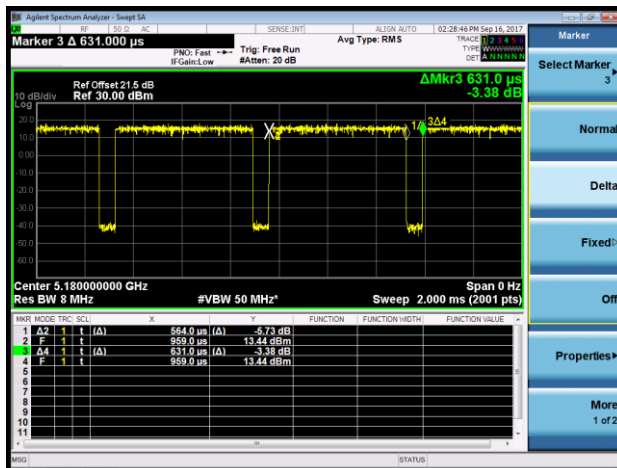 Agilent Spectrum Analyzer - Swept SA
RF 50 Ω AC SENSE:INT ALIGN AUTO 02:28:46 PM Sep 16, 2017
Marker 3 Δ 631.000 µs
PNO: Fast
IFGain:Low
Trig: Free Run
#Atten: 20 dB
Avg Type: RMS
TRACE 1 2 3 4 5 6
TYPE W
DET A N N N N N
Marker
Select Marker
3
Normal
Delta
Fixed
Off
Properties
More
1 of 2
Ref Offset 21.5 dB
10 dB/div Ref 30.00 dBm
Log
ΔMkr3 631.0 µs
-3.38 dB
20.0
10.0
0.00
-10.0
-20.0
-30.0
-40.0
-50.0
-60.0
3Δ4
Center 5.180000000 GHz Span 0 Hz
Res BW 8 MHz #VBW 50 MHz* Sweep 2.000 ms (2001 pts)
MKR MODE TRC SCL X Y FUNCTION FUNCTION WIDTH FUNCTION VALUE
1 Δ2 1 t (Δ) 564.0 µs (Δ) -5.73 dB
2 F 1 t 959.0 µs 13.44 dBm
3 Δ4 1 t (Δ) 631.0 µs (Δ) -3.38 dB
4 F 1 t 959.0 µs 13.44 dBm
5
6
7
8
9
10
11
MSG STATUS